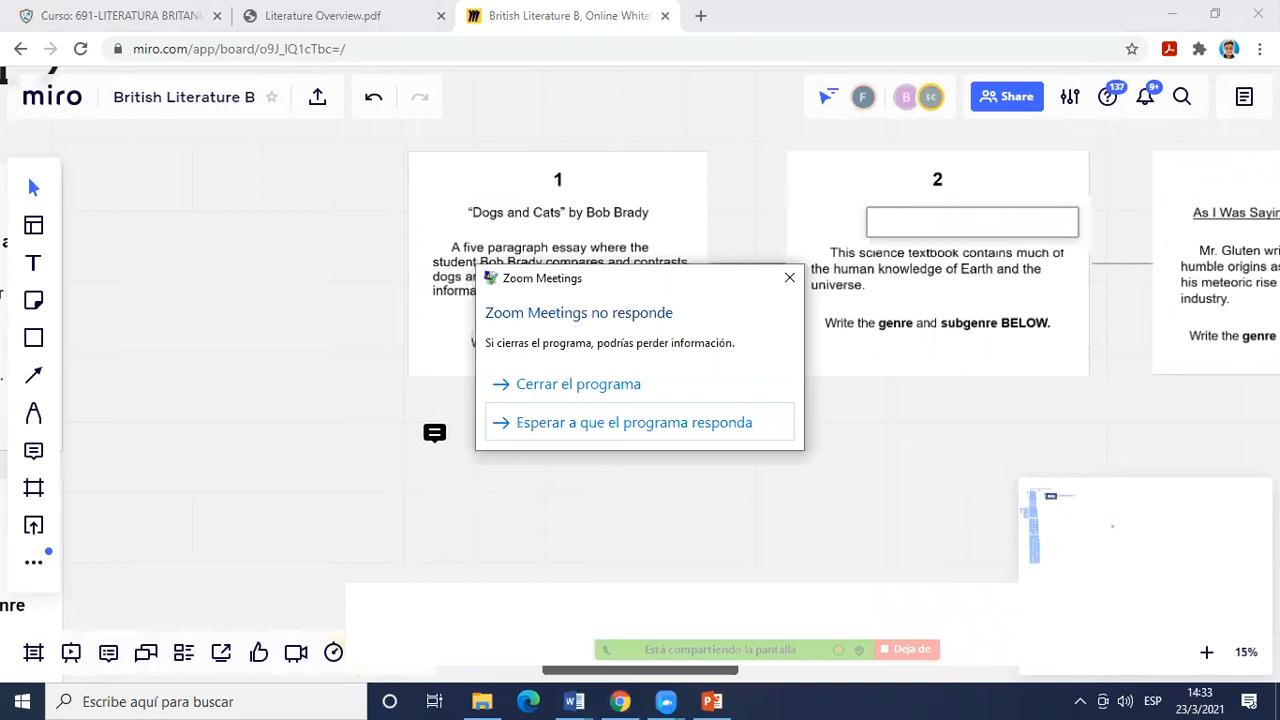 Curso: 691-LITERATURA BRITANI
Literature Overview.pdf
British Literature B, Online White
miro.com/app/board/o9J_lQ1cTbc=/
miro
British Literature B
F
B
SC
Share
137
9+
1
2
"Dogs and Cats" by Bob Brady
As I Was Sayin
A five paragraph essay where the
student Bob Brady compares and contrasts
dogs a
informa
This science textbook contains much of
the human knowledge of Earth and the
universe.
Write the genre and subgenre BELOW.
Mr. Gluten wri
humble origins a
his meteoric rise
industry.
Write the genre
Zoom Meetings
Zoom Meetings no responde
Si cierras el programa, podrías perder información.
Cerrar el programa
Esperar a que el programa responda
nre
Está compartiendo la pantalla
Deja de
15%
Escribe aquí para buscar
ESP
14:33
23/3/2021